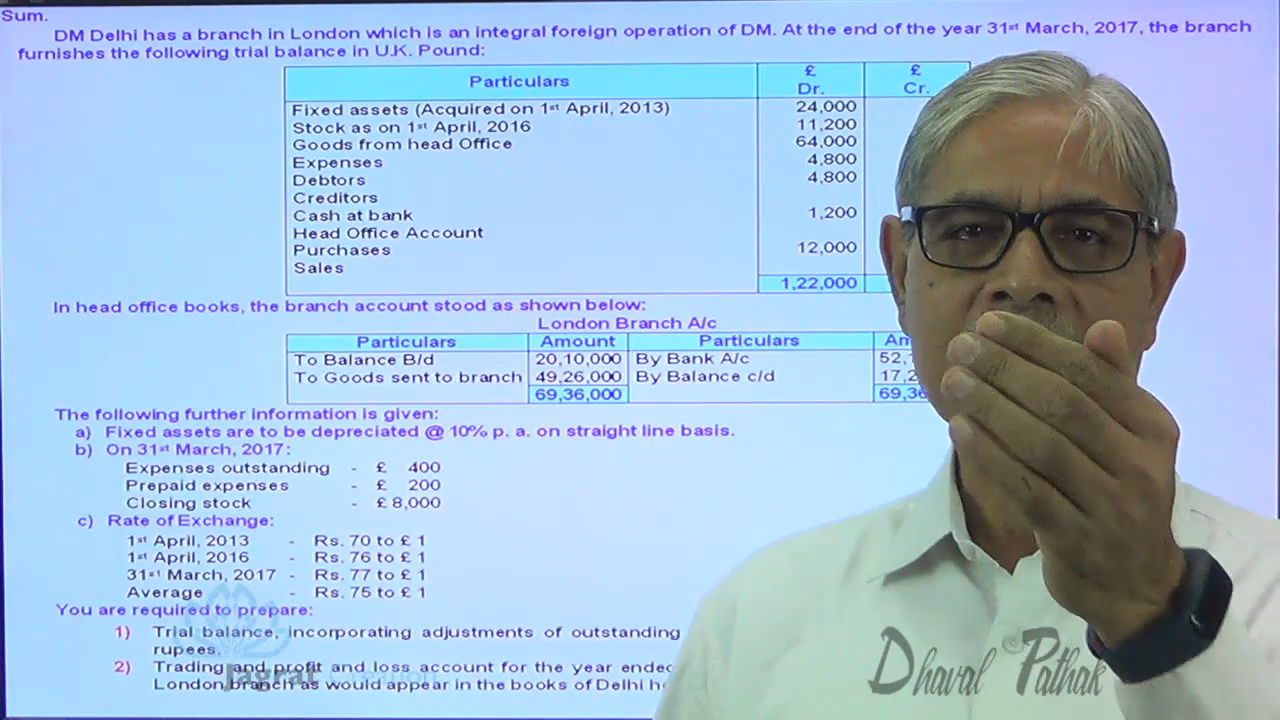 Sum.
DM Delhi has a branch in London which is an integral foreign operation of DM. At the end of the year 31st March, 2017, the branch
furnishes the following trial balance in U.K. Pound:
Particulars £ Dr. £ Cr.
Fixed assets (Acquired on 1st April, 2013) 24,000
Stock as on 1st April, 2016 11,200
Goods from head Office 64,000
Expenses 4,800
Debtors 4,800
Creditors
Cash at bank 1,200
Head Office Account
Purchases 12,000
Sales
1,22,000
In head office books, the branch account stood as shown below:
London Branch A/c
Particulars Amount Particulars Am
To Balance B/d 20,10,000 By Bank A/c 52,
To Goods sent to branch 49,26,000 By Balance c/d 17,2
69,36,000 69,36
The following further information is given:
a) Fixed assets are to be depreciated @ 10% p. a. on straight line basis.
b) On 31st March, 2017:
Expenses outstanding - £ 400
Prepaid expenses - £ 200
Closing stock - £ 8,000
c) Rate of Exchange:
1st April, 2013 - Rs. 70 to £ 1
1st April, 2016 - Rs. 76 to £ 1
31st March, 2017 - Rs. 77 to £ 1
Average - Rs. 75 to £ 1
You are required to prepare:
1) Trial balance, incorporating adjustments of outstanding
rupees.
2) Trading and profit and loss account for the year ended
London branch as would appear in the books of Delhi
jagrat Creation
Dhaval Pathak